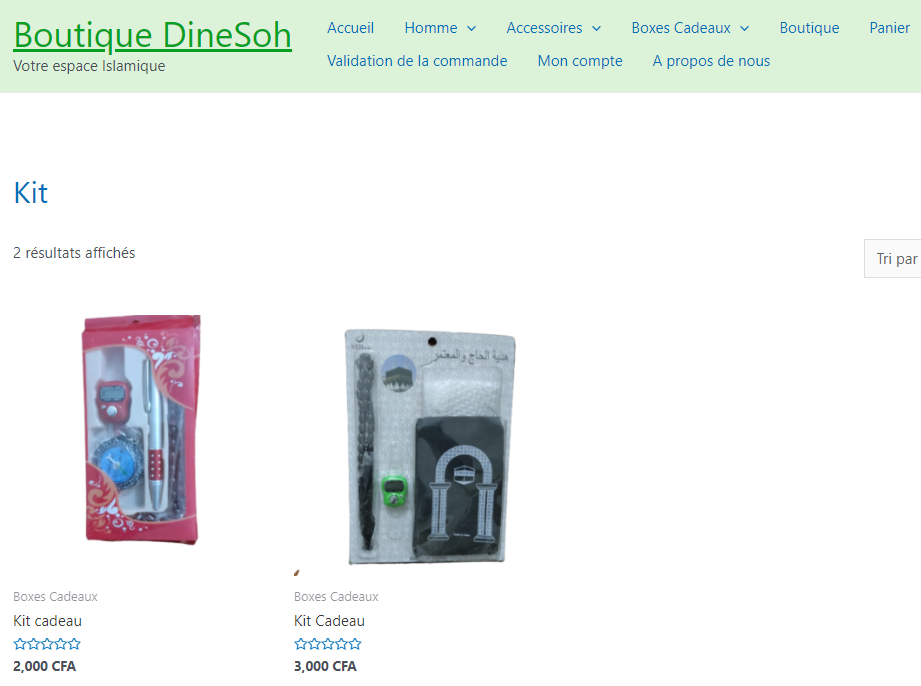 Boutique DineSoh
Votre espace Islamique
Accueil
Homme
Accessoires
Boxes Cadeaux
Boutique
Panier
Validation de la commande
Mon compte
A propos de nous
Kit
2 résultats affichés
Tri par
هدية الحاج والمعتمر
Boxes Cadeaux
Kit cadeau
2,000 CFA
Boxes Cadeaux
Kit Cadeau
3,000 CFA